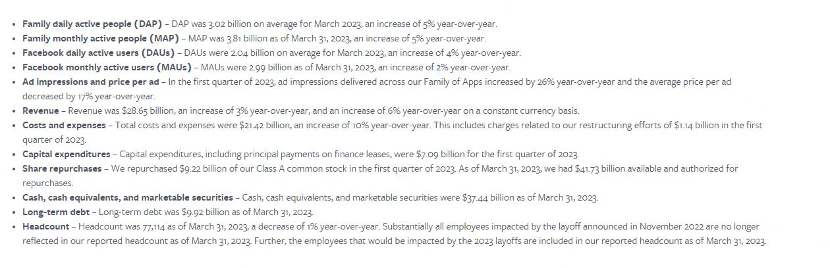 • Family daily active people (DAP) – DAP was 3.02 billion on average for March 2023, an increase of 5% year-over-year.
• Family monthly active people (MAP) – MAP was 3.81 billion as of March 31, 2023, an increase of 5% year-over-year.
• Facebook daily active users (DAUs) – DAUs were 2.04 billion on average for March 2023, an increase of 4% year-over-year.
• Facebook monthly active users (MAUs) – MAUs were 2.99 billion as of March 31, 2023, an increase of 2% year-over-year.
• Ad impressions and price per ad – In the first quarter of 2023, ad impressions delivered across our Family of Apps increased by 26% year-over-year and the average price per ad
decreased by 17% year-over-year.
• Revenue – Revenue was $28.65 billion, an increase of 3% year-over-year, and an increase of 6% year-over-year on a constant currency basis.
• Costs and expenses – Total costs and expenses were $21.42 billion, an increase of 10% year-over-year. This includes charges related to our restructuring efforts of $1.14 billion in the first
quarter of 2023.
• Capital expenditures – Capital expenditures, including principal payments on finance leases, were $7.09 billion for the first quarter of 2023.
• Share repurchases – We repurchased $9.22 billion of our Class A common stock in the first quarter of 2023. As of March 31, 2023, we had $41.73 billion available and authorized for
repurchases.
• Cash, cash equivalents, and marketable securities – Cash, cash equivalents, and marketable securities were $37.44 billion as of March 31, 2023.
• Long-term debt – Long-term debt was $9.92 billion as of March 31, 2023.
• Headcount – Headcount was 77,114 as of March 31, 2023, a decrease of 1% year-over-year. Substantially all employees impacted by the layoff announced in November 2022 are no longer
reflected in our reported headcount as of March 31, 2023. Further, the employees that would be impacted by the 2023 layoffs are included in our reported headcount as of March 31, 2023.